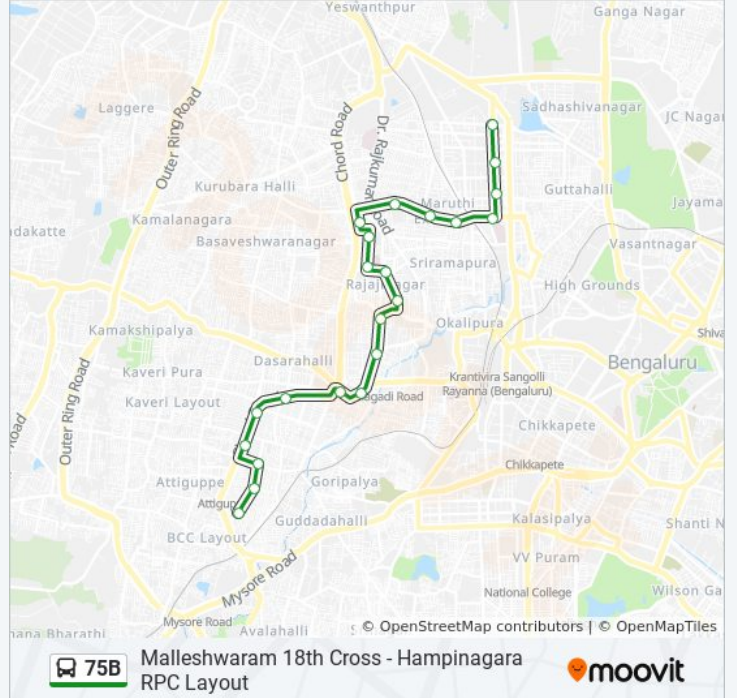 Yeswanthpur
Ganga Nagar
Laggere
Outer Ring Road
Chord Road
Dr. Rajkumar Road
Sadhashivanagar
JC Nagar
Kurubara Halli
Maruthi
Guttahalli
Jayama
Kamalanagara
adakatte
Basaveshwaranagar
Vasantnagar
Sriramapura
Rajajinagar
High Grounds
Okalipura
Kamakshipalya
Shiva
Dasarahalli
Bengaluru
Kaveri Pura
Krantivira Sangolli
Rayanna (Bengaluru)
Kaveri Layout
agadi Road
Outer Ring Road
Road
Chikkapete
Chikkapete
Attiguppe
Goripalya
Attigup
Guddadahalli
Kalasipalya
Shanti N
BCC Layout
VV Puram
Mysore Road
National College
Wilson Ga
Mysore Road
nana Bharathi
Avalahalli
© OpenStreetMap contributors | © OpenMapTiles
75B
Malleshwaram 18th Cross - Hampinagara
RPC Layout
moovit